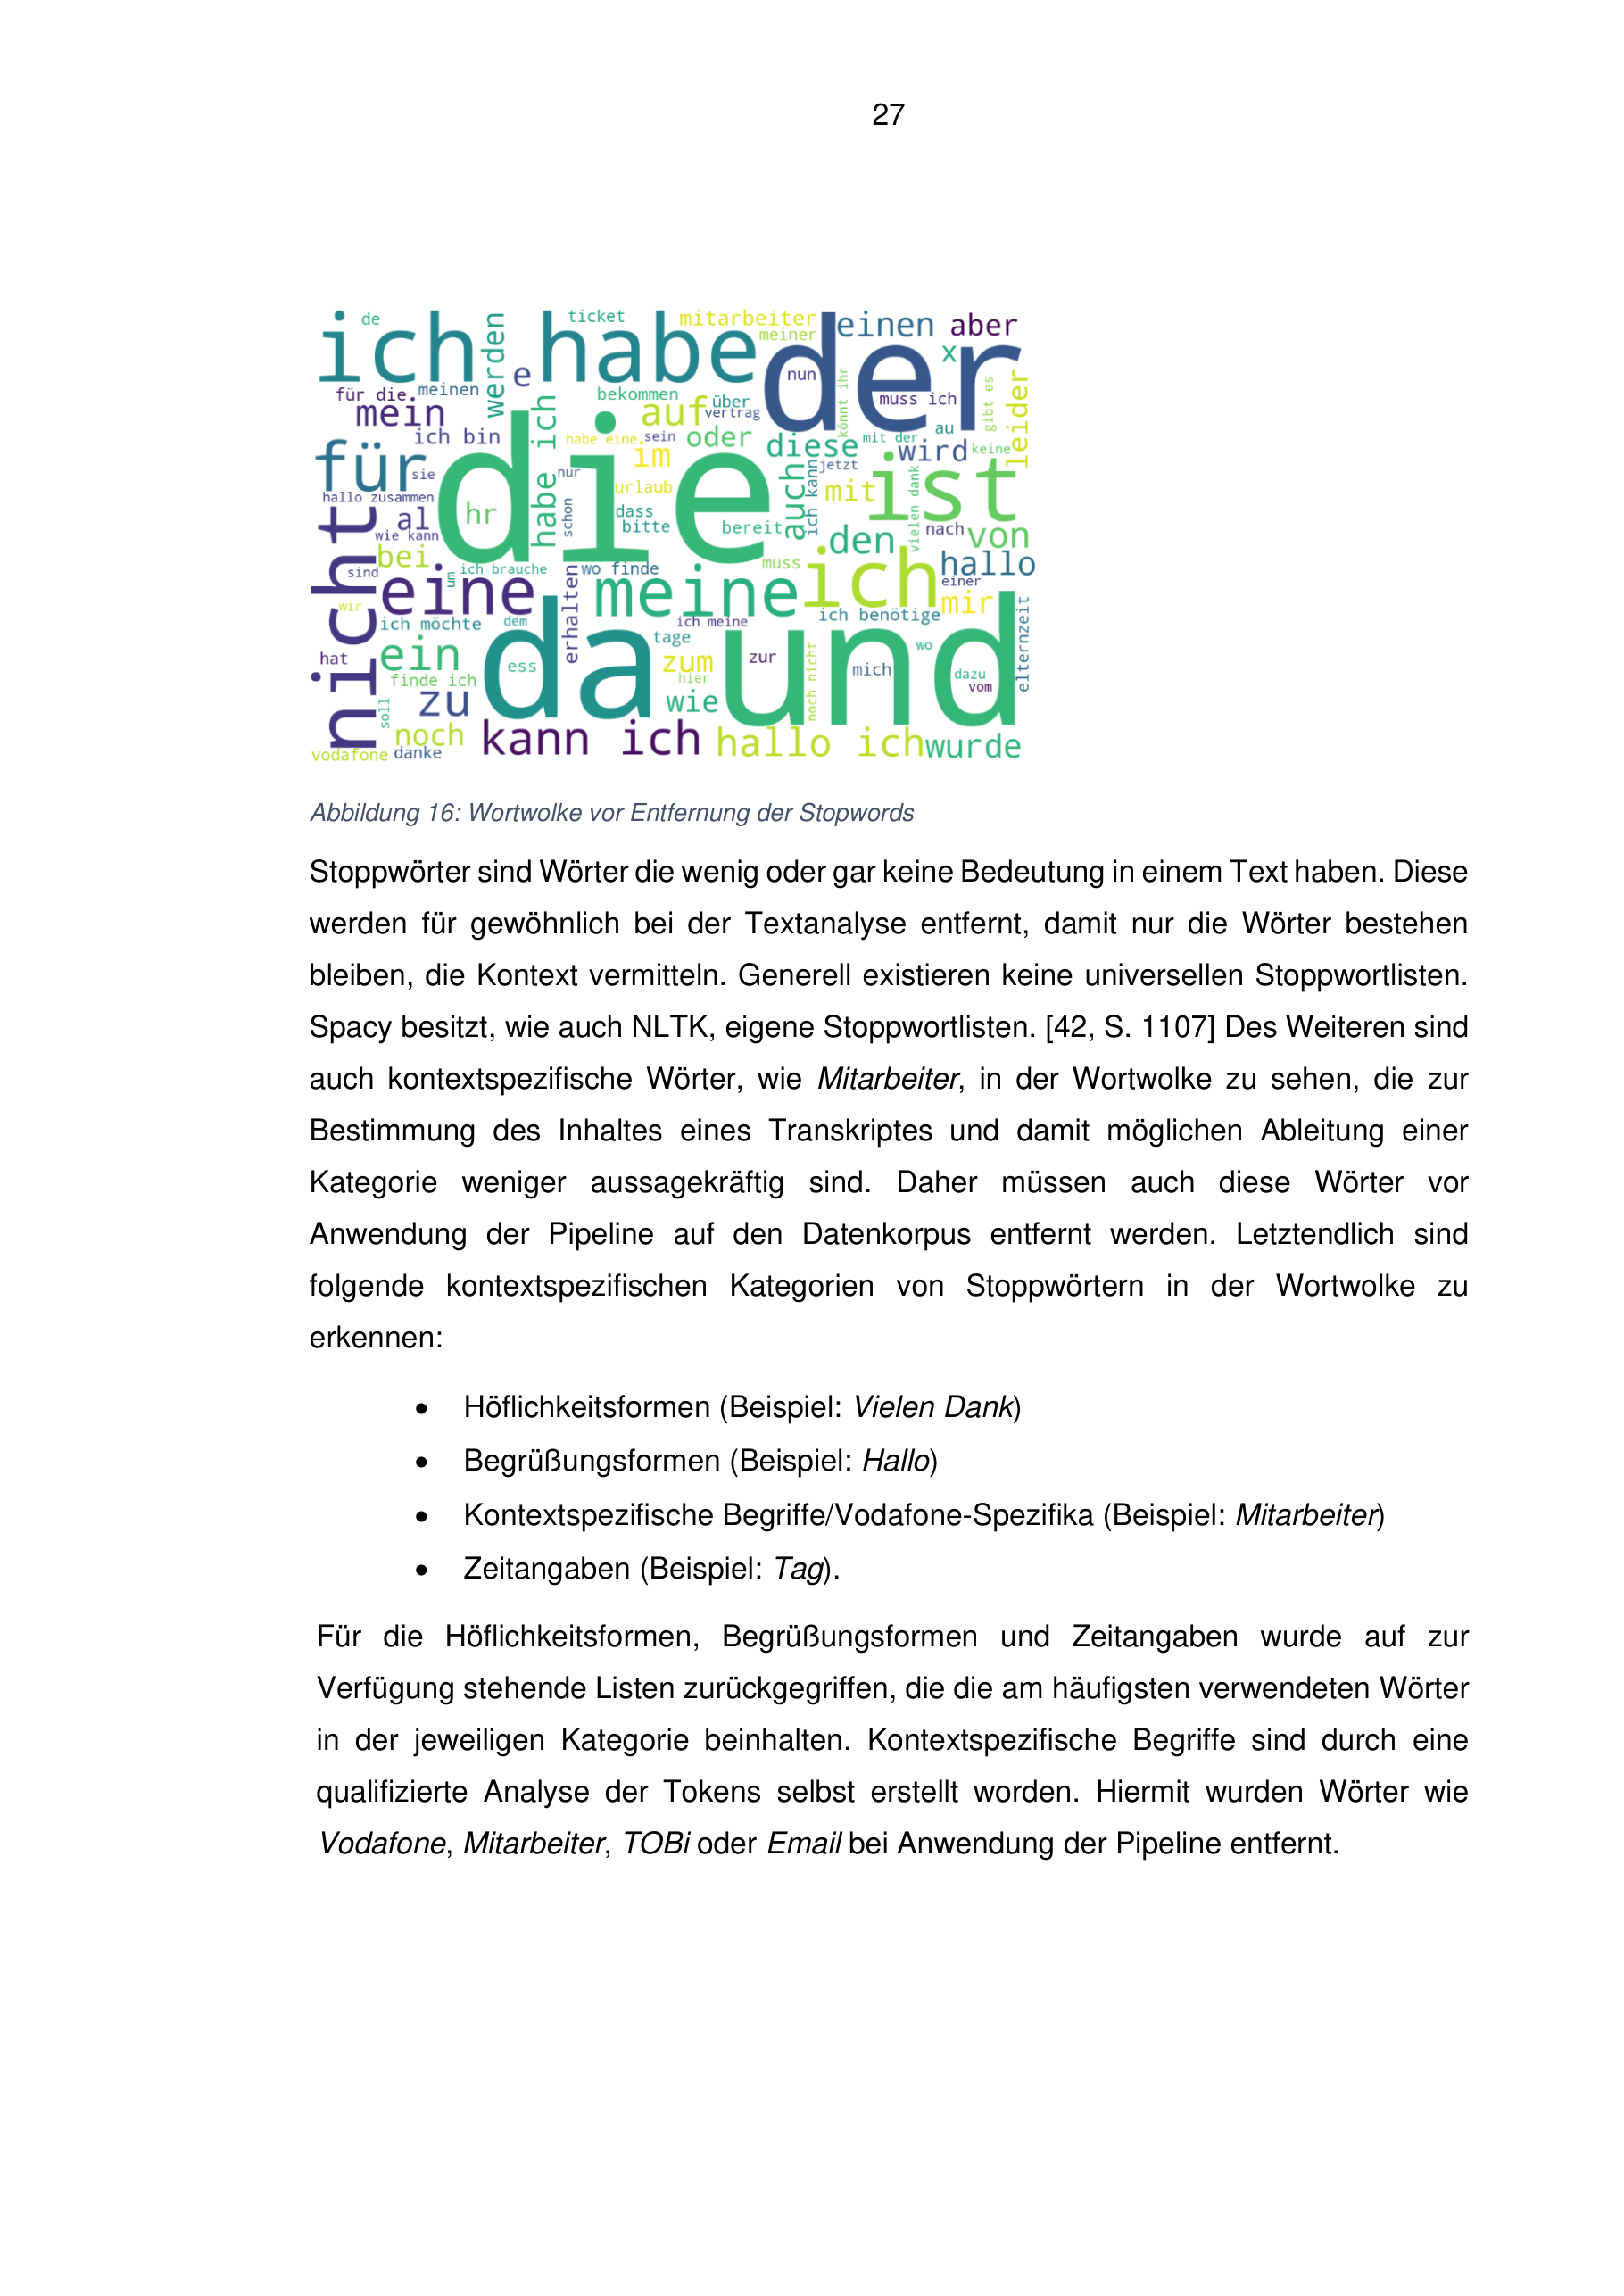 27
ich habe
de
werden
ticket
mitarbeiter
meiner
der
einen
aber
x
e
nun
für die
meinen
mein
bekommen
auf
über
vertrag
könnt ihr
muss ich
gibt es
leider
ich bin
habe ich
habe eine
sein
oder
diese
mit der
au
wird
keine
für
sie
die
im
nur
urlaub
auch
jetzt
ich kann
mit
ist
vielen dank
hallo zusammen
nicht
al
hr
schon
dass
bitte
bereit
den
nach
von
wie kann
bei
sind
um
ich brauche
wo finde
muss
ich
hallo
einer
eine
erhalten
meine
mir
elternzeit
wir
ich möchte
dem
ich meine
ich benötige
da
tage
und
wo
hat
ein
ess
zum
zur
noch nicht
mich
dazu
vom
finde ich
hier
soll
zu
wie
noch
kann ich
hallo ich
wurde
vodafone
danke
Abbildung 16: Wortwolke vor Entfernung der Stopwords
Stoppwörter sind Wörter die wenig oder gar keine Bedeutung in einem Text haben. Diese
werden für gewöhnlich bei der Textanalyse entfernt, damit nur die Wörter bestehen
bleiben, die Kontext vermitteln. Generell existieren keine universellen Stoppwortlisten.
Spacy besitzt, wie auch NLTK, eigene Stoppwortlisten. [42, S. 1107] Des Weiteren sind
auch kontextspezifische Wörter, wie Mitarbeiter, in der Wortwolke zu sehen, die zur
Bestimmung des Inhaltes eines Transkriptes und damit möglichen Ableitung einer
Kategorie weniger aussagekräftig sind. Daher müssen auch diese Wörter vor
Anwendung der Pipeline auf den Datenkorpus entfernt werden. Letztendlich sind
folgende kontextspezifischen Kategorien von Stoppwörtern in der Wortwolke zu
erkennen:
• Höflichkeitsformen (Beispiel: Vielen Dank)
• Begrüßungsformen (Beispiel: Hallo)
• Kontextspezifische Begriffe/Vodafone-Spezifika (Beispiel: Mitarbeiter)
• Zeitangaben (Beispiel: Tag).
Für die Höflichkeitsformen, Begrüßungsformen und Zeitangaben wurde auf zur
Verfügung stehende Listen zurückgegriffen, die die am häufigsten verwendeten Wörter
in der jeweiligen Kategorie beinhalten. Kontextspezifische Begriffe sind durch eine
qualifizierte Analyse der Tokens selbst erstellt worden. Hiermit wurden Wörter wie
Vodafone, Mitarbeiter, TOBi oder Email bei Anwendung der Pipeline entfernt.